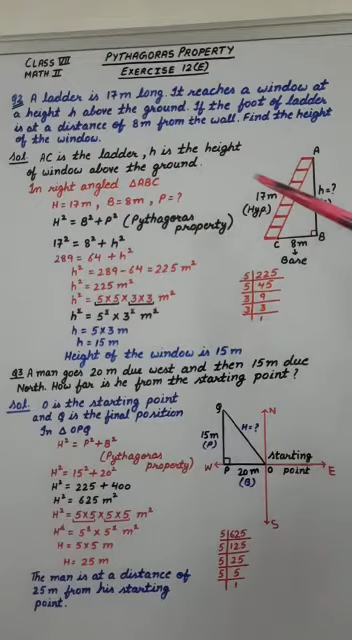 CLASS VII
MATH II
PYTHAGORAS PROPERTY
EXERCISE 12(E)
Q2 A ladder is 17m long. It reaches a window at
a height h above the ground. If the foot of ladder
is at a distance of 8m from the wall. Find the height
of the window.
Sol. AC is the ladder, h is the height
of window above the ground.
In right angled △ABC
H = 17m, B = 8m, P = ?
H² = B² + P² (Pythagoras
property)
17² = 8² + h²
289 = 64 + h²
h² = 289 - 64 = 225 m²
h² = 225 m²
h² = 5×5 × 3×3 m²
h² = 5² × 3² m²
h = 5×3 m
h = 15m
Height of the window is 15m
A
17m
(Hyp)
h=?
C 8m B
Base
5 225
5 45
3 9
3 3
1
Q3 A man goes 20m due west and then 15m due
North. How far is he from the starting point?
Sol. O is the starting point
and Q is the final position
In △ OPQ
H² = P² + B²
(Pythagoras
property)
H² = 15² + 20²
H² = 225 + 400
H² = 625 m²
H² = 5×5 × 5×5 m²
H² = 5² × 5² m²
H = 5×5 m
H = 25m
The man is at a distance of
25m from his starting
point.
Q N
15m
(P)
H=?
starting
W P 20m O point E
(B)
S
5 625
5 125
5 25
5 5
1